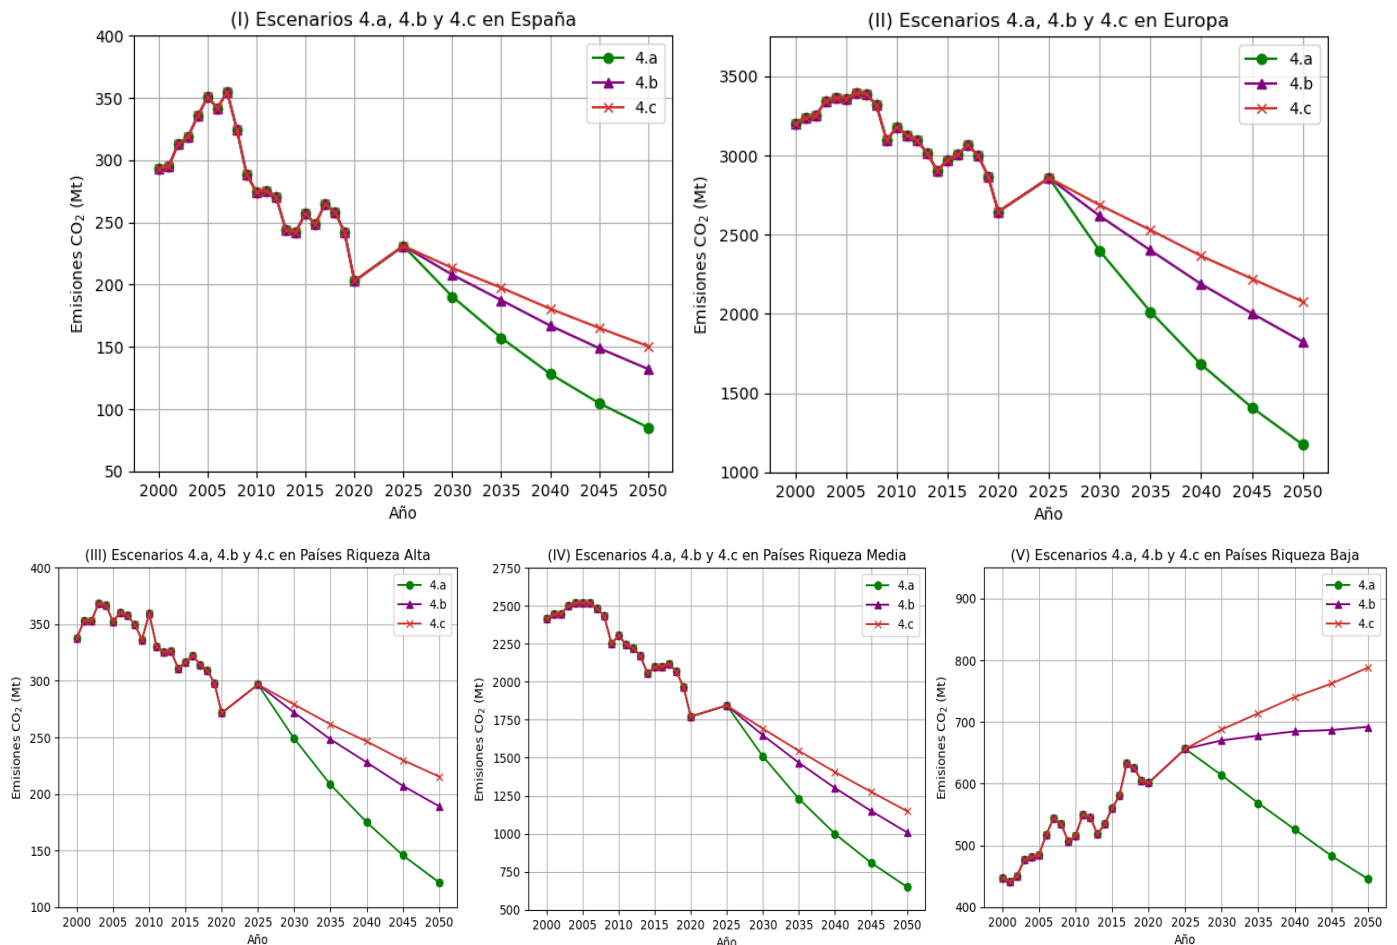 (I) Escenarios 4.a, 4.b y 4.c en España
400
350
300
250
200
150
100
50
Emisiones CO₂ (Mt)
4.a
4.b
4.c
2000 2005 2010 2015 2020 2025 2030 2035 2040 2045 2050
Año
(II) Escenarios 4.a, 4.b y 4.c en Europa
3500
3000
2500
2000
1500
1000
Emisiones CO₂ (Mt)
4.a
4.b
4.c
2000 2005 2010 2015 2020 2025 2030 2035 2040 2045 2050
Año
(III) Escenarios 4.a, 4.b y 4.c en Países Riqueza Alta
400
350
300
250
200
150
100
Emisiones CO₂ (Mt)
4.a
4.b
4.c
2000 2005 2010 2015 2020 2025 2030 2035 2040 2045 2050
Año
(IV) Escenarios 4.a, 4.b y 4.c en Países Riqueza Media
2750
2500
2250
2000
1750
1500
1250
1000
750
500
Emisiones CO₂ (Mt)
4.a
4.b
4.c
2000 2005 2010 2015 2020 2025 2030 2035 2040 2045 2050
Año
(V) Escenarios 4.a, 4.b y 4.c en Países Riqueza Baja
900
800
700
600
500
400
Emisiones CO₂ (Mt)
4.a
4.b
4.c
2000 2005 2010 2015 2020 2025 2030 2035 2040 2045 2050
Año